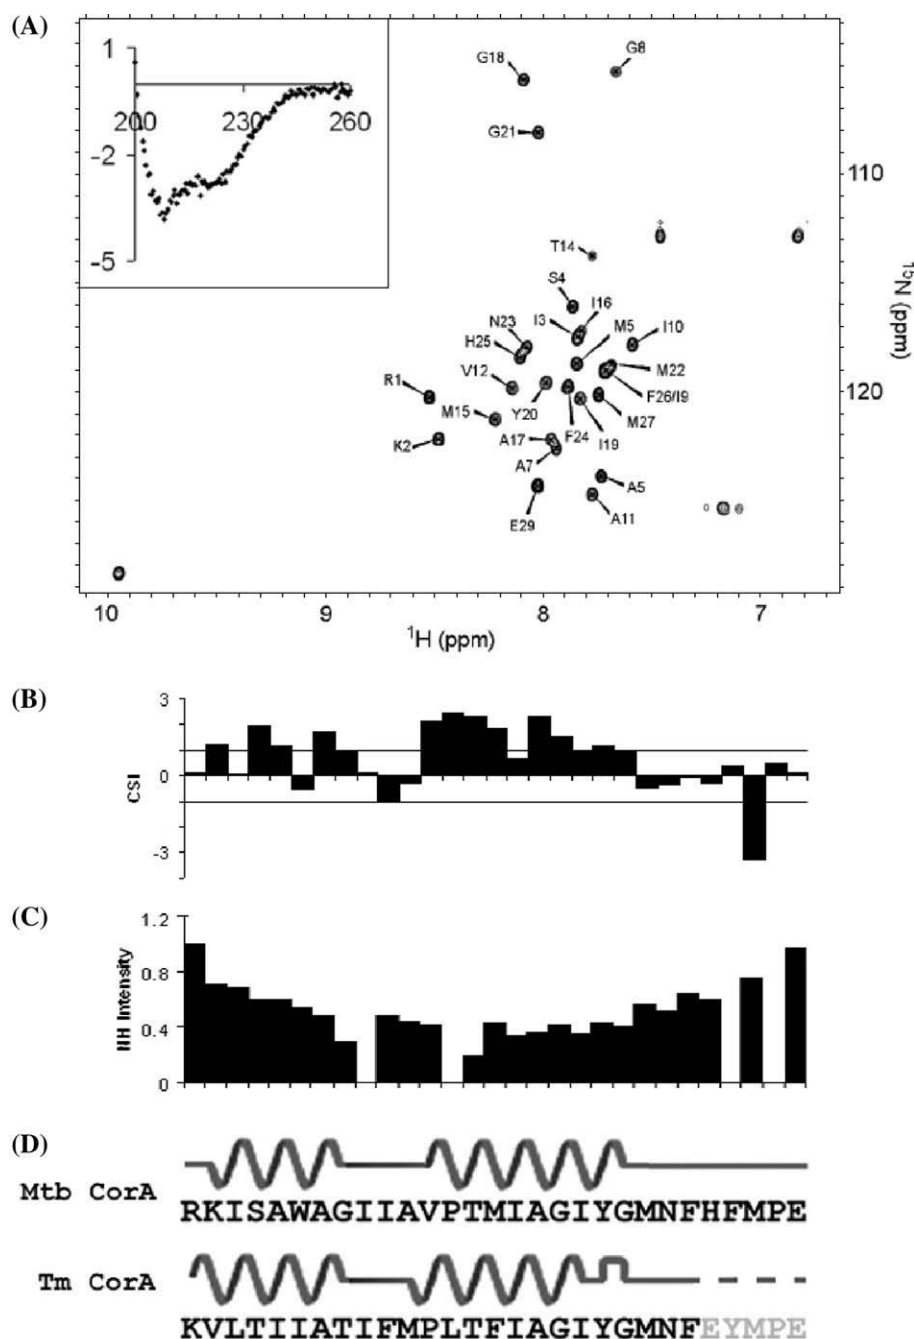 (A)
1
200 230 260
-2
-5
G18
G8
G21
110
T14
S4
I16
I3
M5
I10
N23
H25
M22
V12
F26/I9
R1
120
M15
Y20
M27
A17
F24
I19
K2
A7
A5
E29
A11
¹⁵N (ppm)
10 9 8 7
¹H (ppm)
(B)
3
0
-3
CSI
(C)
1.2
0.8
0.4
0
NH Intensity
(D)
Mtb CorA
RKISAWAGIIAVPTMIAGIYGMNFHFMPE
Tm CorA
KVLTIIATIFMPLTFIAGIYGMNFEYMPE